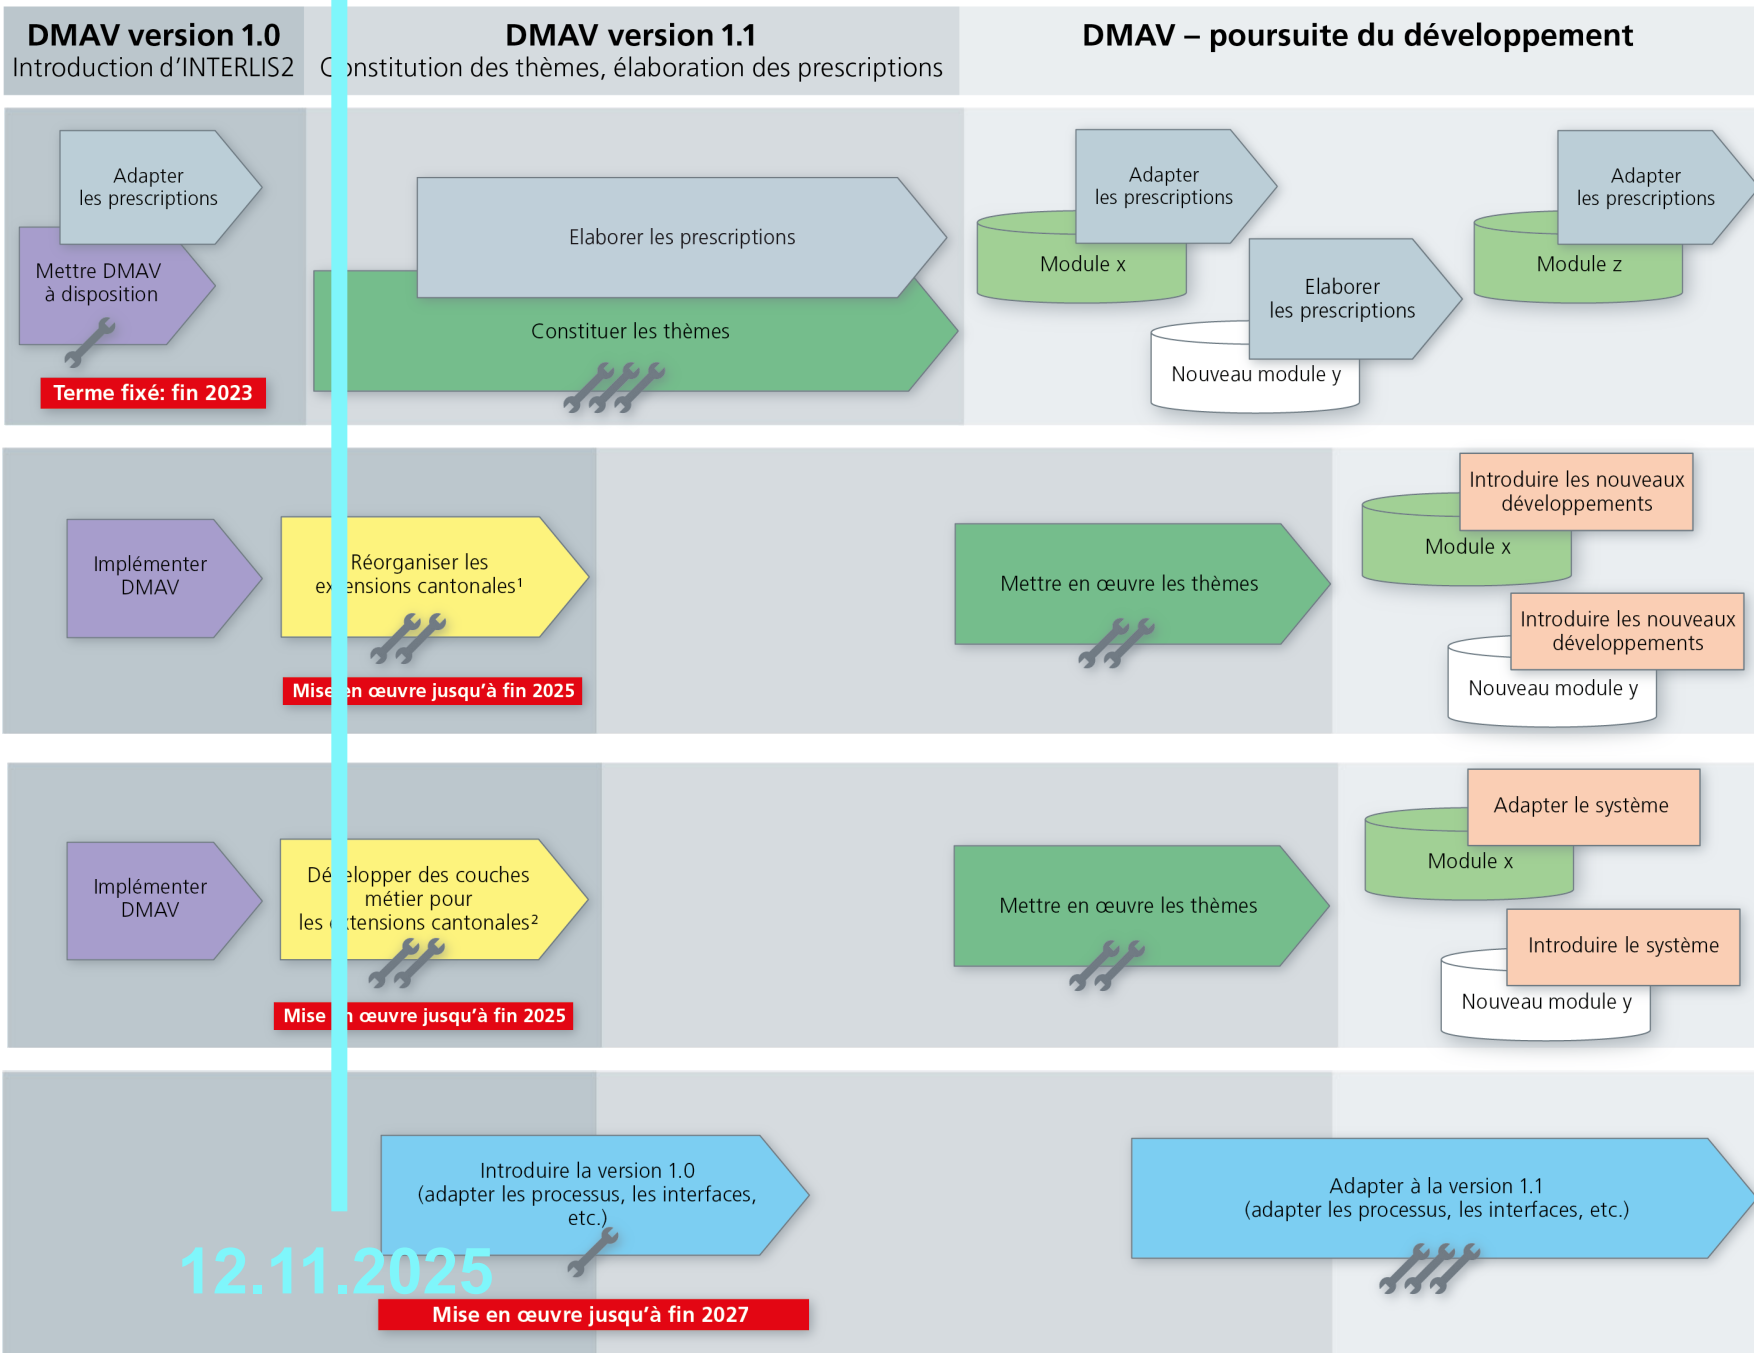 DMAV version 1.0
Introduction d'INTERLIS2
DMAV version 1.1
Constitution des thèmes, élaboration des prescriptions
DMAV – poursuite du développement
Adapter
les prescriptions
Mettre DMAV
à disposition
Terme fixé: fin 2023
Elaborer les prescriptions
Constituer les thèmes
Adapter
les prescriptions
Module x
Elaborer
les prescriptions
Nouveau module y
Adapter
les prescriptions
Module z
Implémenter
DMAV
Réorganiser les
extensions cantonales¹
Mise en œuvre jusqu'à fin 2025
Mettre en œuvre les thèmes
Introduire les nouveaux
développements
Module x
Introduire les nouveaux
développements
Nouveau module y
Implémenter
DMAV
Développer des couches
métier pour
les extensions cantonales²
Mise en œuvre jusqu'à fin 2025
Mettre en œuvre les thèmes
Adapter le système
Module x
Introduire le système
Nouveau module y
Introduire la version 1.0
(adapter les processus, les interfaces,
etc.)
12.11.2025
Mise en œuvre jusqu'à fin 2027
Adapter à la version 1.1
(adapter les processus, les interfaces, etc.)